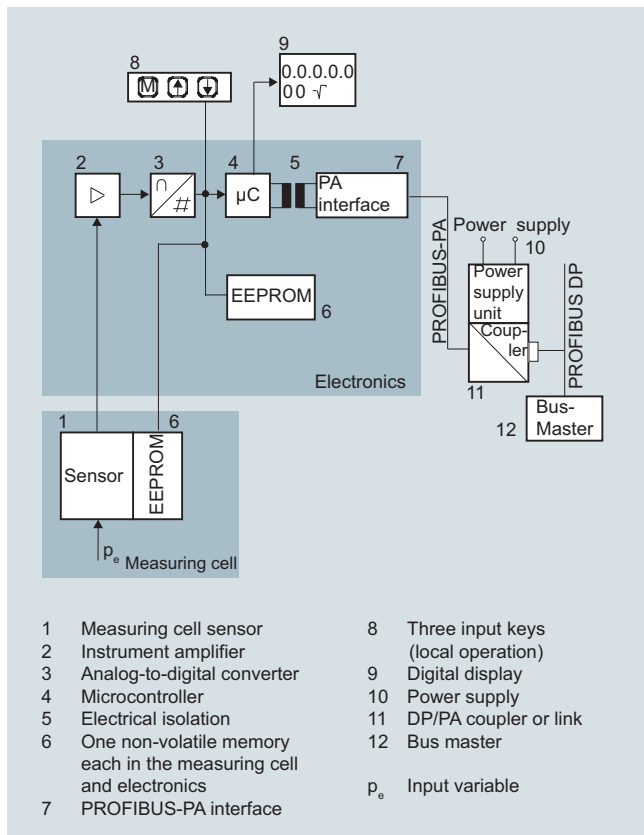 9
8
0.0.0.0.0
0 0 √
M
2
3
4
5
7
∩
#
µC
PA
interface
EEPROM
6
Electronics
PROFIBUS-PA
Power supply
10
Power
supply
unit
Coup-
ler
11
PROFIBUS DP
12
Bus-
Master
1
6
Sensor
EEPROM
pe
Measuring cell
1 Measuring cell sensor
2 Instrument amplifier
3 Analog-to-digital converter
4 Microcontroller
5 Electrical isolation
6 One non-volatile memory
each in the measuring cell
and electronics
7 PROFIBUS-PA interface
8 Three input keys
(local operation)
9 Digital display
10 Power supply
11 DP/PA coupler or link
12 Bus master
pe Input variable